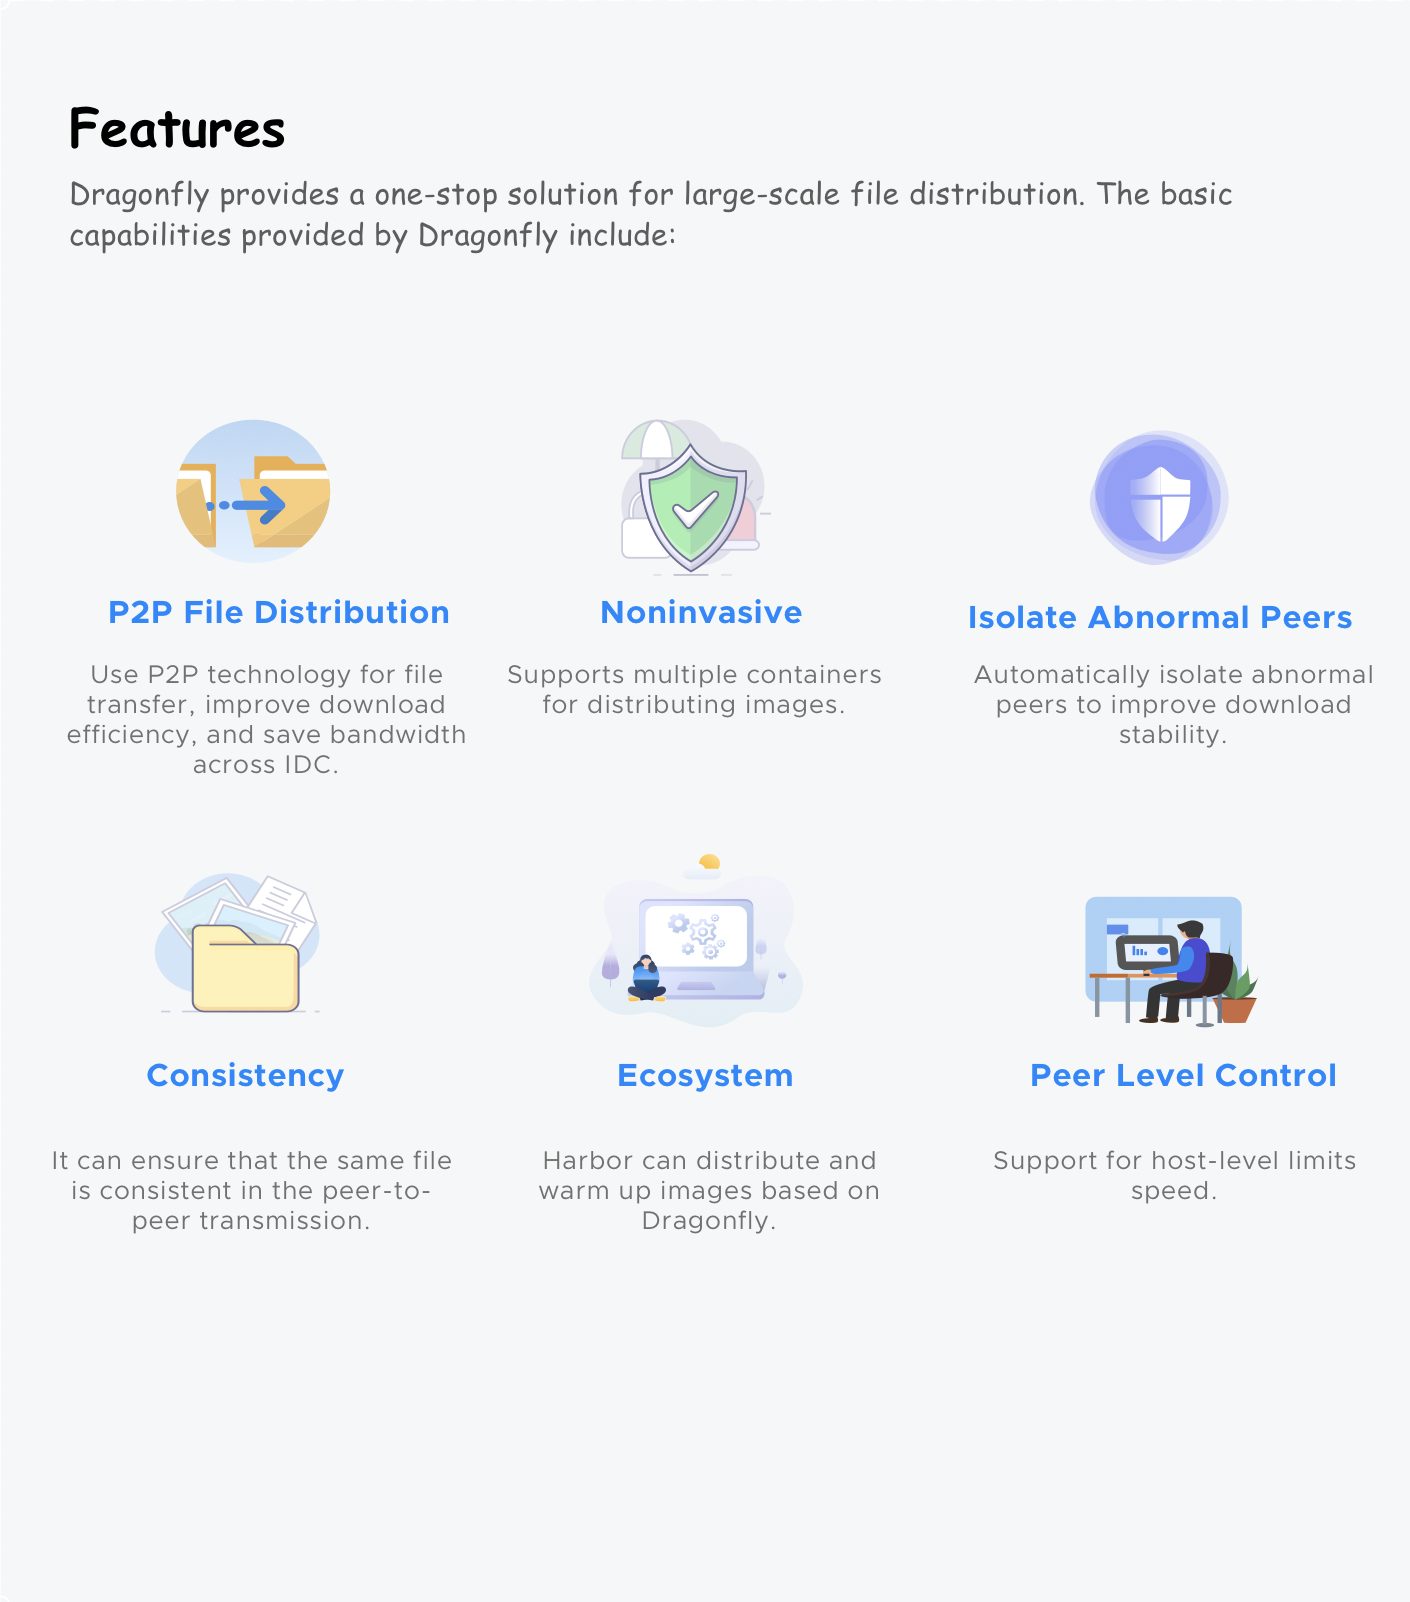 Features
Dragonfly provides a one-stop solution for large-scale file distribution. The basic
capabilities provided by Dragonfly include:
P2P File Distribution
Use P2P technology for file
transfer, improve download
efficiency, and save bandwidth
across IDC.
Noninvasive
Supports multiple containers
for distributing images.
Isolate Abnormal Peers
Automatically isolate abnormal
peers to improve download
stability.
Consistency
It can ensure that the same file
is consistent in the peer-to-
peer transmission.
Ecosystem
Harbor can distribute and
warm up images based on
Dragonfly.
Peer Level Control
Support for host-level limits
speed.